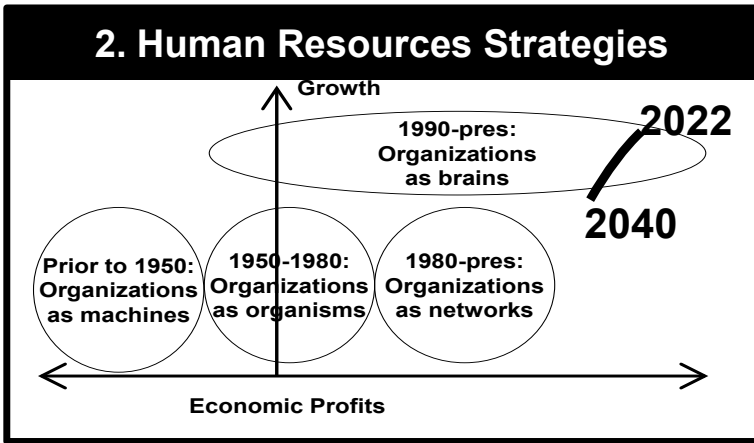 2. Human Resources Strategies
Growth
1990-pres:
Organizations
as brains
2022
2040
Prior to 1950:
Organizations
as machines
1950-1980:
Organizations
as organisms
1980-pres:
Organizations
as networks
Economic Profits